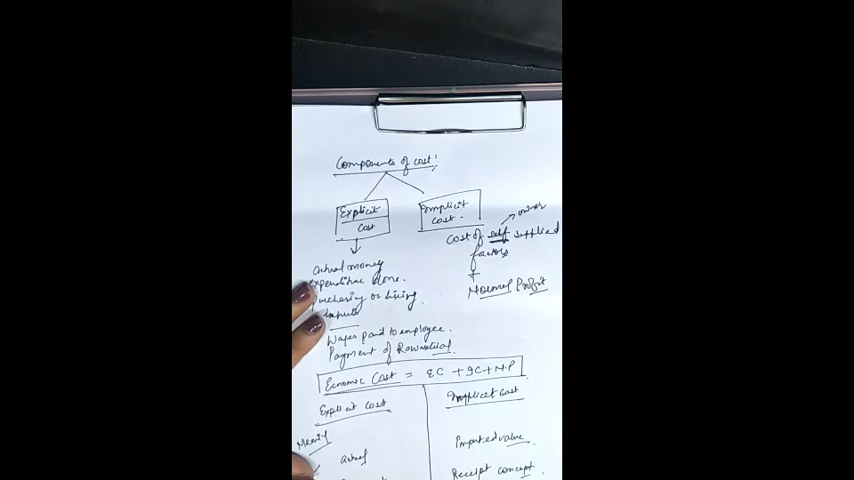 Components of cost!
Explicit
cost
Implicit
cost.
owner
cost of self supplied
factors
+
Normal Profit
Actual money
expenditure done.
purchasing or hiring
inputs
Wages paid to employee.
Payment of Raw material.
Economic Cost = EC + IC + N.P
Explicit cost
Implicit cost
Actual
Imputed value.
Receipt concept.